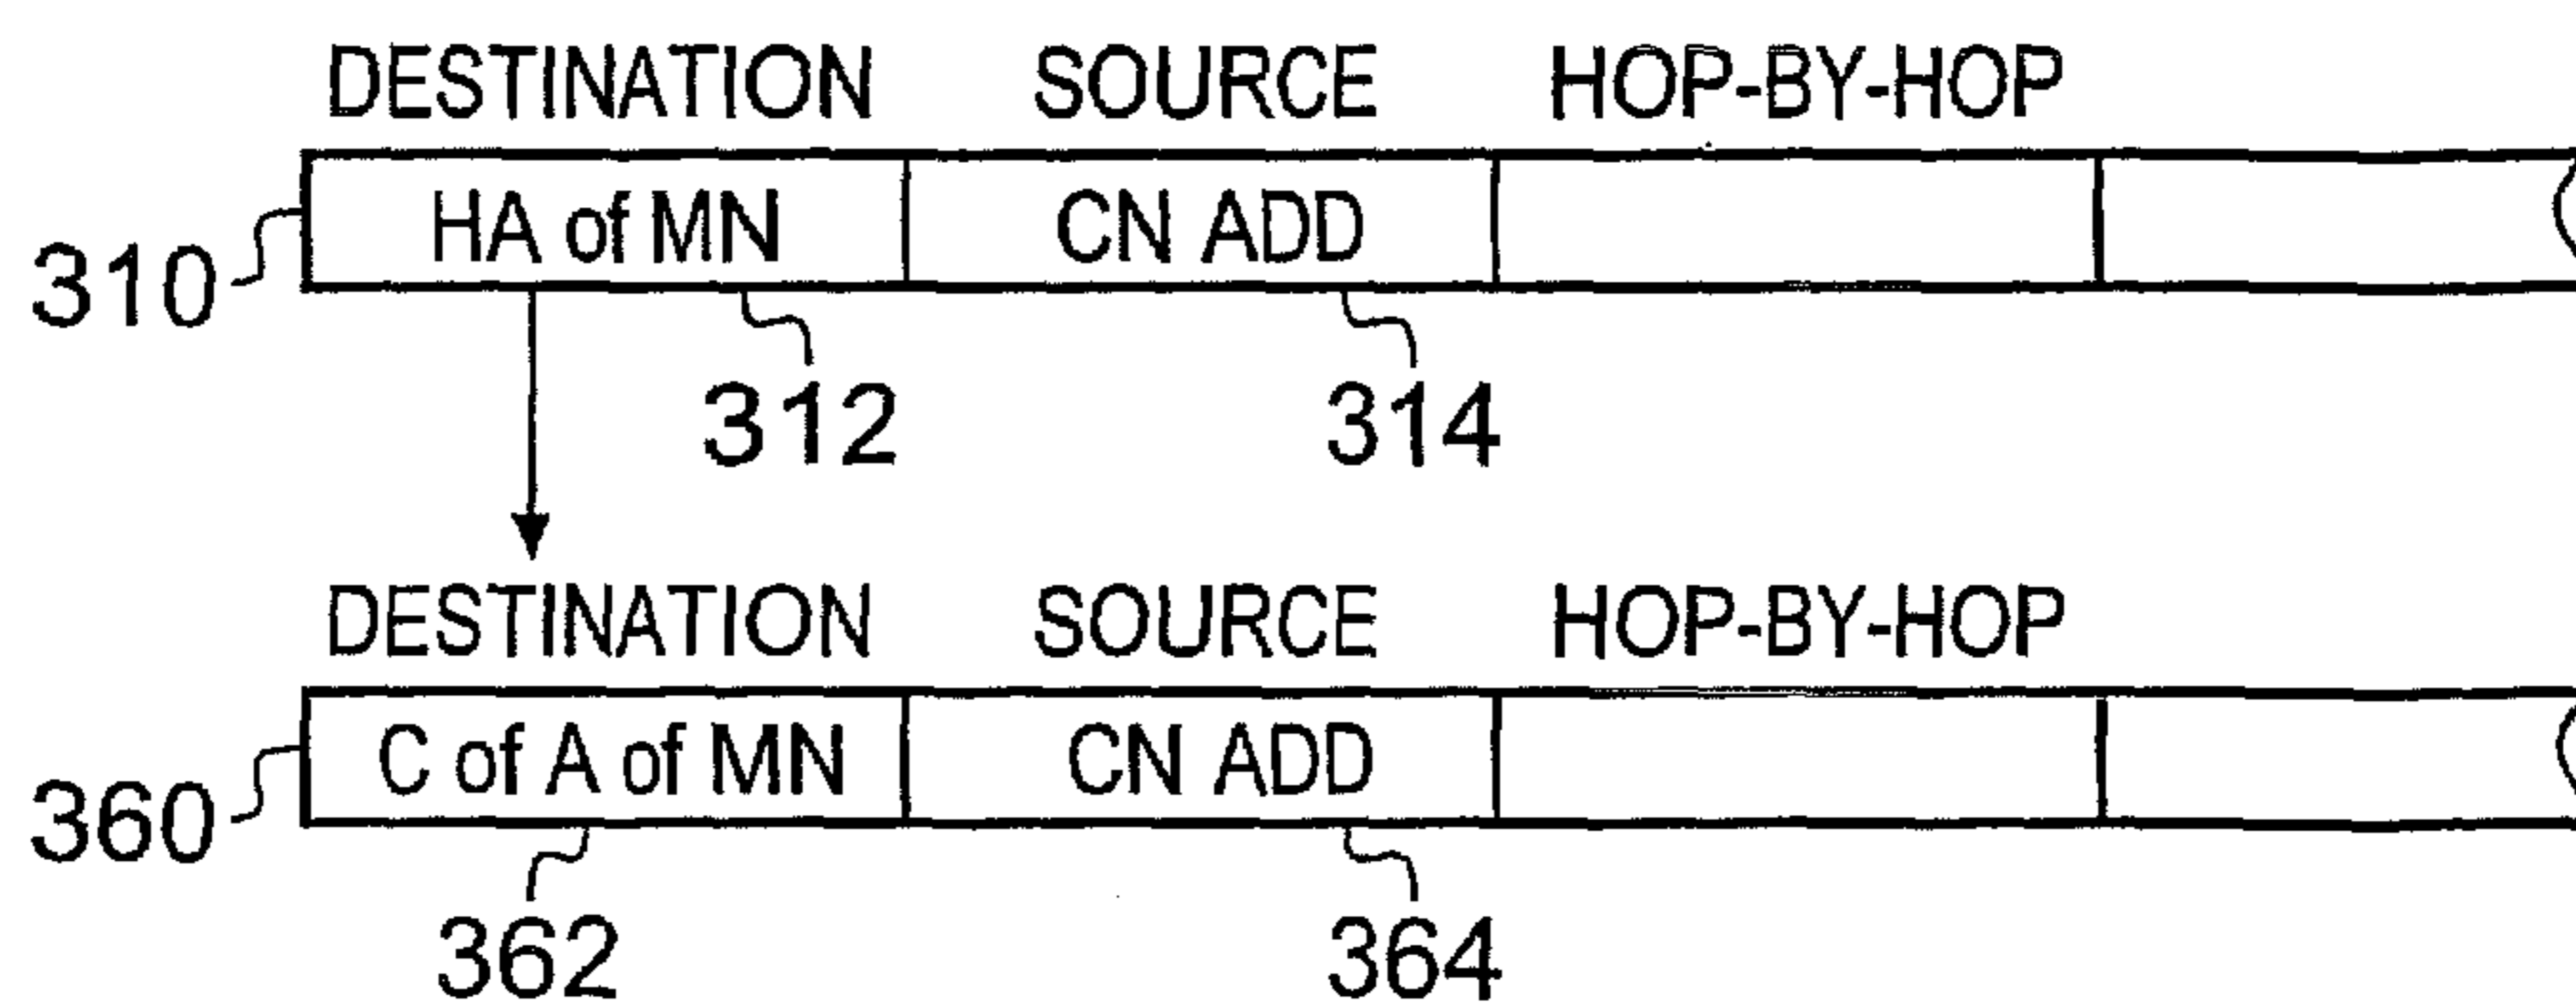 DESTINATION SOURCE HOP-BY-HOP
HA of MN CN ADD
310
312 314
DESTINATION SOURCE HOP-BY-HOP
C of A of MN CN ADD
360
362 364